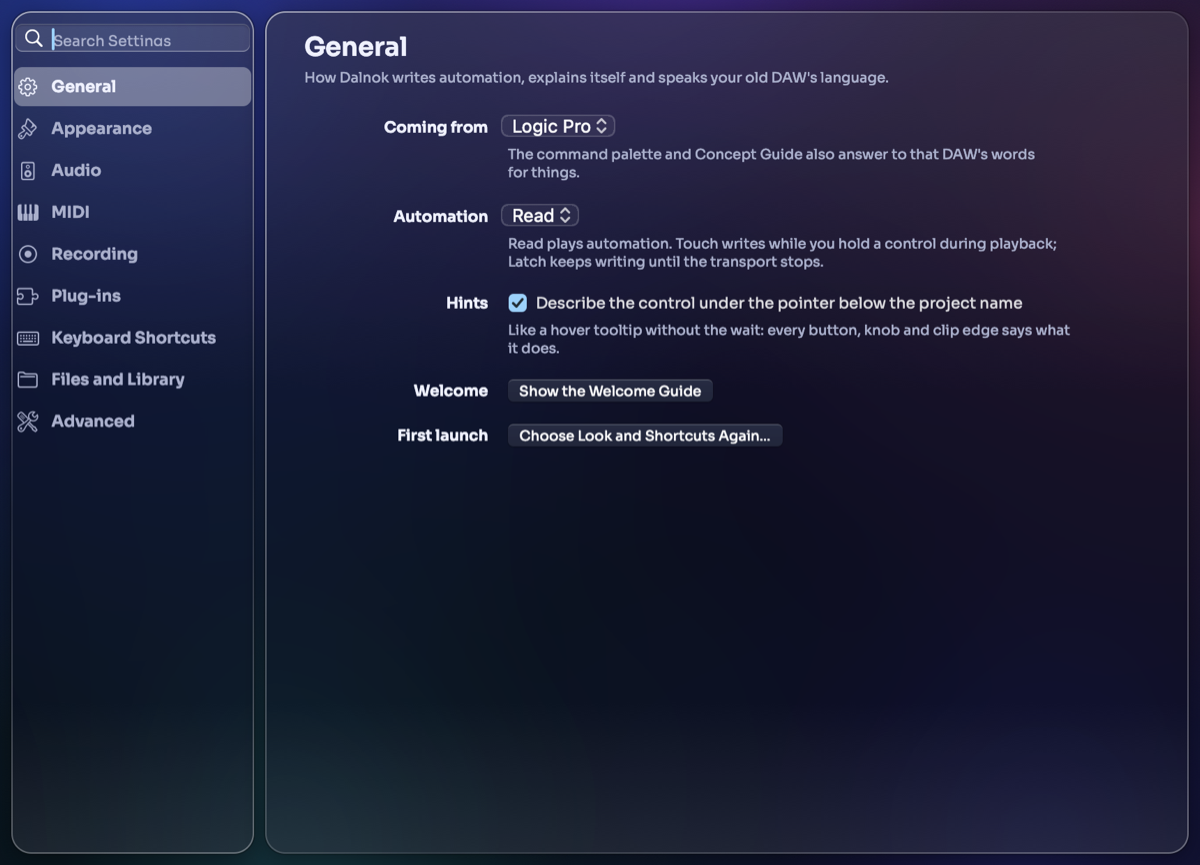 Search Settings
General
Appearance
Audio
MIDI
Recording
Plug-ins
Keyboard Shortcuts
Files and Library
Advanced
General
How Dalnok writes automation, explains itself and speaks your old DAW's language.
Coming from
Logic Pro
The command palette and Concept Guide also answer to that DAW's words
for things.
Automation
Read
Read plays automation. Touch writes while you hold a control during playback;
Latch keeps writing until the transport stops.
Hints
Describe the control under the pointer below the project name
Like a hover tooltip without the wait: every button, knob and clip edge says what
it does.
Welcome
Show the Welcome Guide
First launch
Choose Look and Shortcuts Again...